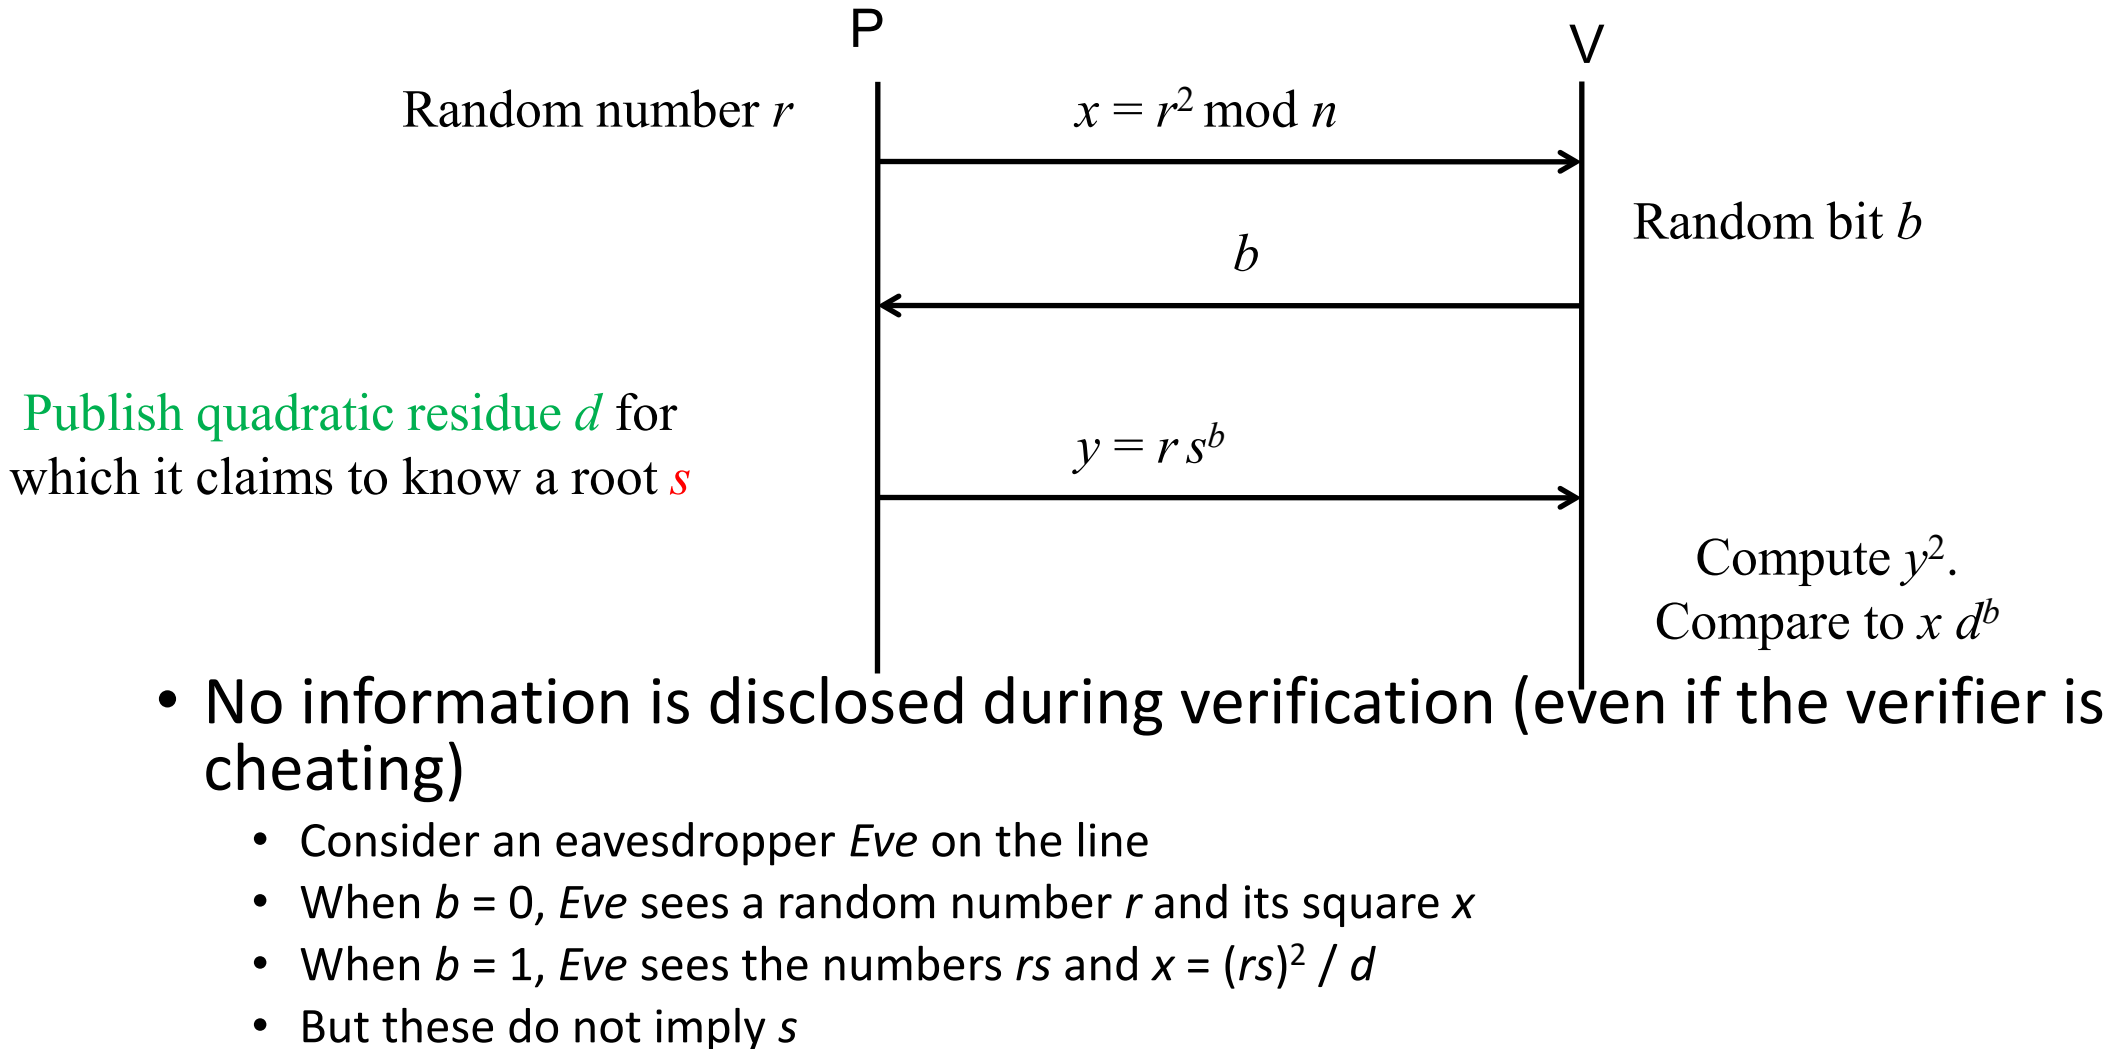 P
V
Random number r
x = r² mod n
Random bit b
b
Publish quadratic residue d for
which it claims to know a root s
y = r sᵇ
Compute y².
Compare to x dᵇ
• No information is disclosed during verification (even if the verifier is
cheating)
• Consider an eavesdropper Eve on the line
• When b = 0, Eve sees a random number r and its square x
• When b = 1, Eve sees the numbers rs and x = (rs)² / d
• But these do not imply s